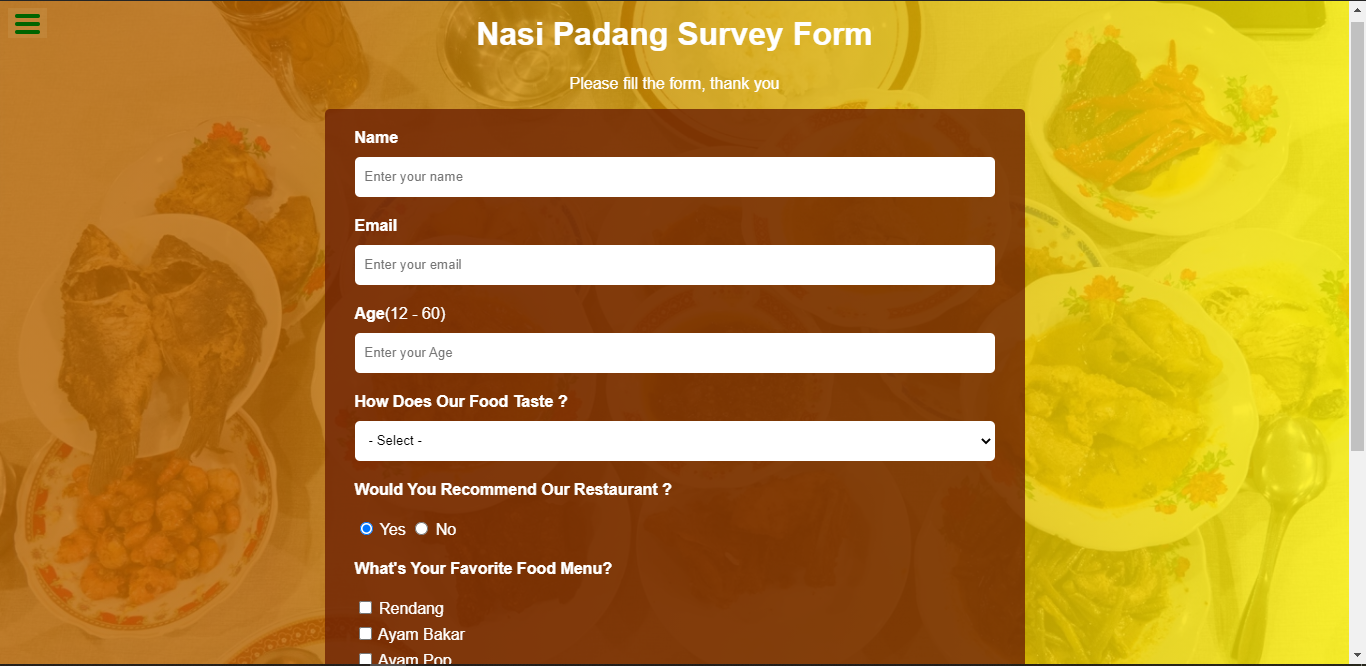 Nasi Padang Survey Form
Please fill the form, thank you
Name
Enter your name
Email
Enter your email
Age(12 - 60)
Enter your Age
How Does Our Food Taste ?
- Select -
Would You Recommend Our Restaurant ?
Yes No
What's Your Favorite Food Menu?
Rendang
Ayam Bakar
Ayam Pop